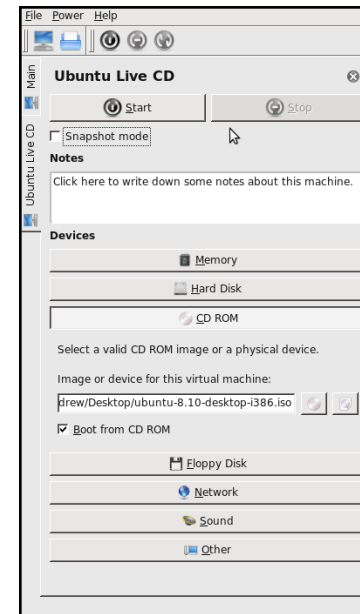 File Power Help
Main
Ubuntu Live CD
Ubuntu Live CD
Start
Stop
Snapshot mode
Notes
Click here to write down some notes about this machine.
Devices
Memory
Hard Disk
CD ROM
Select a valid CD ROM image or a physical device.
Image or device for this virtual machine:
drew/Desktop/ubuntu-8.10-desktop-i386.iso
Boot from CD ROM
Floppy Disk
Network
Sound
Other